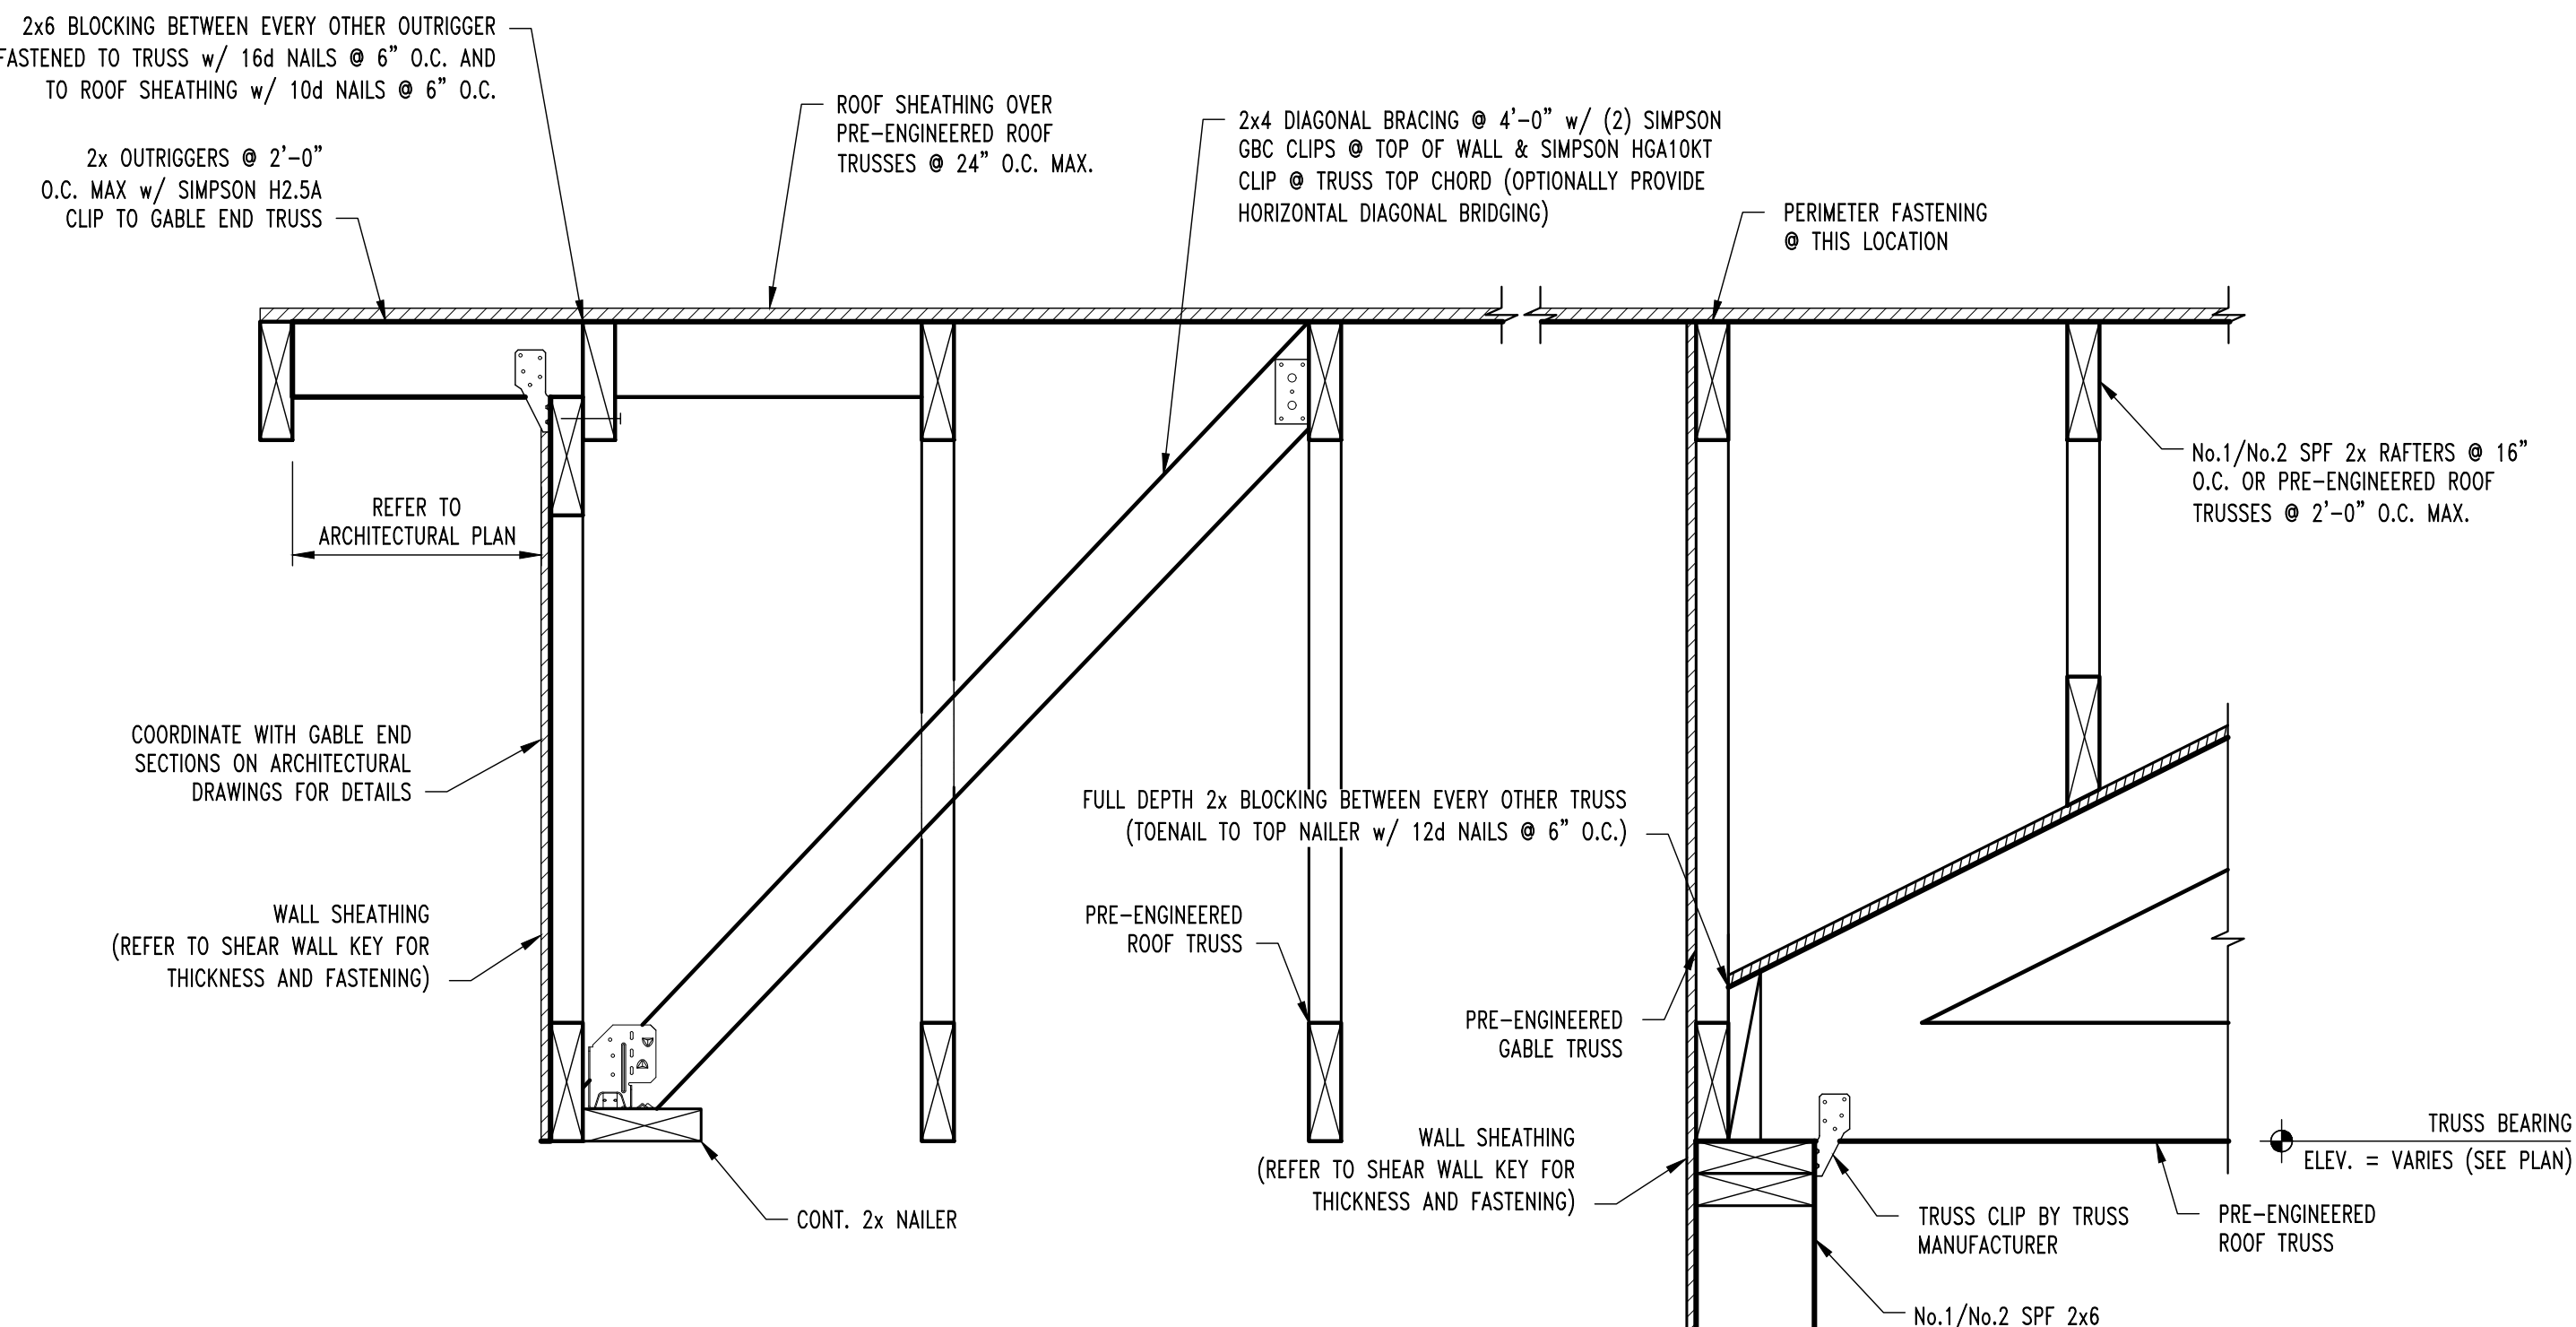 2x6 BLOCKING BETWEEN EVERY OTHER OUTRIGGER
FASTENED TO TRUSS w/ 16d NAILS @ 6" O.C. AND
TO ROOF SHEATHING w/ 10d NAILS @ 6" O.C.
2x OUTRIGGERS @ 2'-0"
O.C. MAX w/ SIMPSON H2.5A
CLIP TO GABLE END TRUSS
ROOF SHEATHING OVER
PRE-ENGINEERED ROOF
TRUSSES @ 24" O.C. MAX.
2x4 DIAGONAL BRACING @ 4'-0" w/ (2) SIMPSON
GBC CLIPS @ TOP OF WALL & SIMPSON HGA10KT
CLIP @ TRUSS TOP CHORD (OPTIONALLY PROVIDE
HORIZONTAL DIAGONAL BRIDGING)
PERIMETER FASTENING
@ THIS LOCATION
No.1/No.2 SPF 2x RAFTERS @ 16"
O.C. OR PRE-ENGINEERED ROOF
TRUSSES @ 2'-0" O.C. MAX.
REFER TO
ARCHITECTURAL PLAN
COORDINATE WITH GABLE END
SECTIONS ON ARCHITECTURAL
DRAWINGS FOR DETAILS
FULL DEPTH 2x BLOCKING BETWEEN EVERY OTHER TRUSS
(TOENAIL TO TOP NAILER w/ 12d NAILS @ 6" O.C.)
WALL SHEATHING
(REFER TO SHEAR WALL KEY FOR
THICKNESS AND FASTENING)
PRE-ENGINEERED
ROOF TRUSS
PRE-ENGINEERED
GABLE TRUSS
WALL SHEATHING
(REFER TO SHEAR WALL KEY FOR
THICKNESS AND FASTENING)
TRUSS BEARING
ELEV. = VARIES (SEE PLAN)
CONT. 2x NAILER
TRUSS CLIP BY TRUSS
MANUFACTURER
PRE-ENGINEERED
ROOF TRUSS
No.1/No.2 SPF 2x6